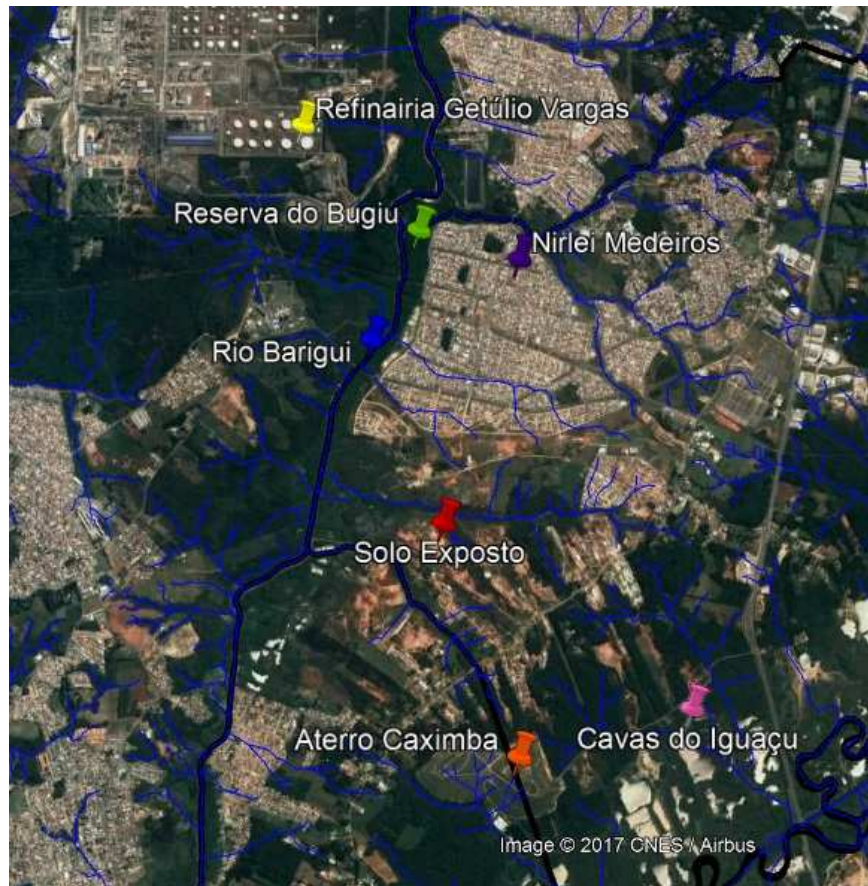 Refinairia Getúlio Vargas
Reserva do Bugiu
Nirlei Medeiros
Rio Barigui
Solo Exposto
Aterro Caximba
Cavas do Iguaçu
Image © 2017 CNES / Airbus